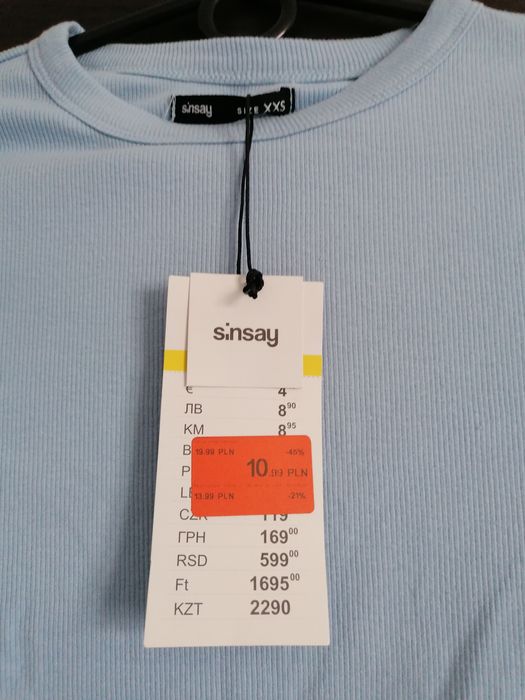 sinsay SIZE XXS
sinsay
€ 4
ЛВ 8⁹⁰
KM 8⁹⁵
B
19.99 PLN -45%
P
10.99 PLN
13.99 PLN -21%
CZK 119
ГРН 169⁰⁰
RSD 599⁰⁰
Ft 1695⁰⁰
KZT 2290